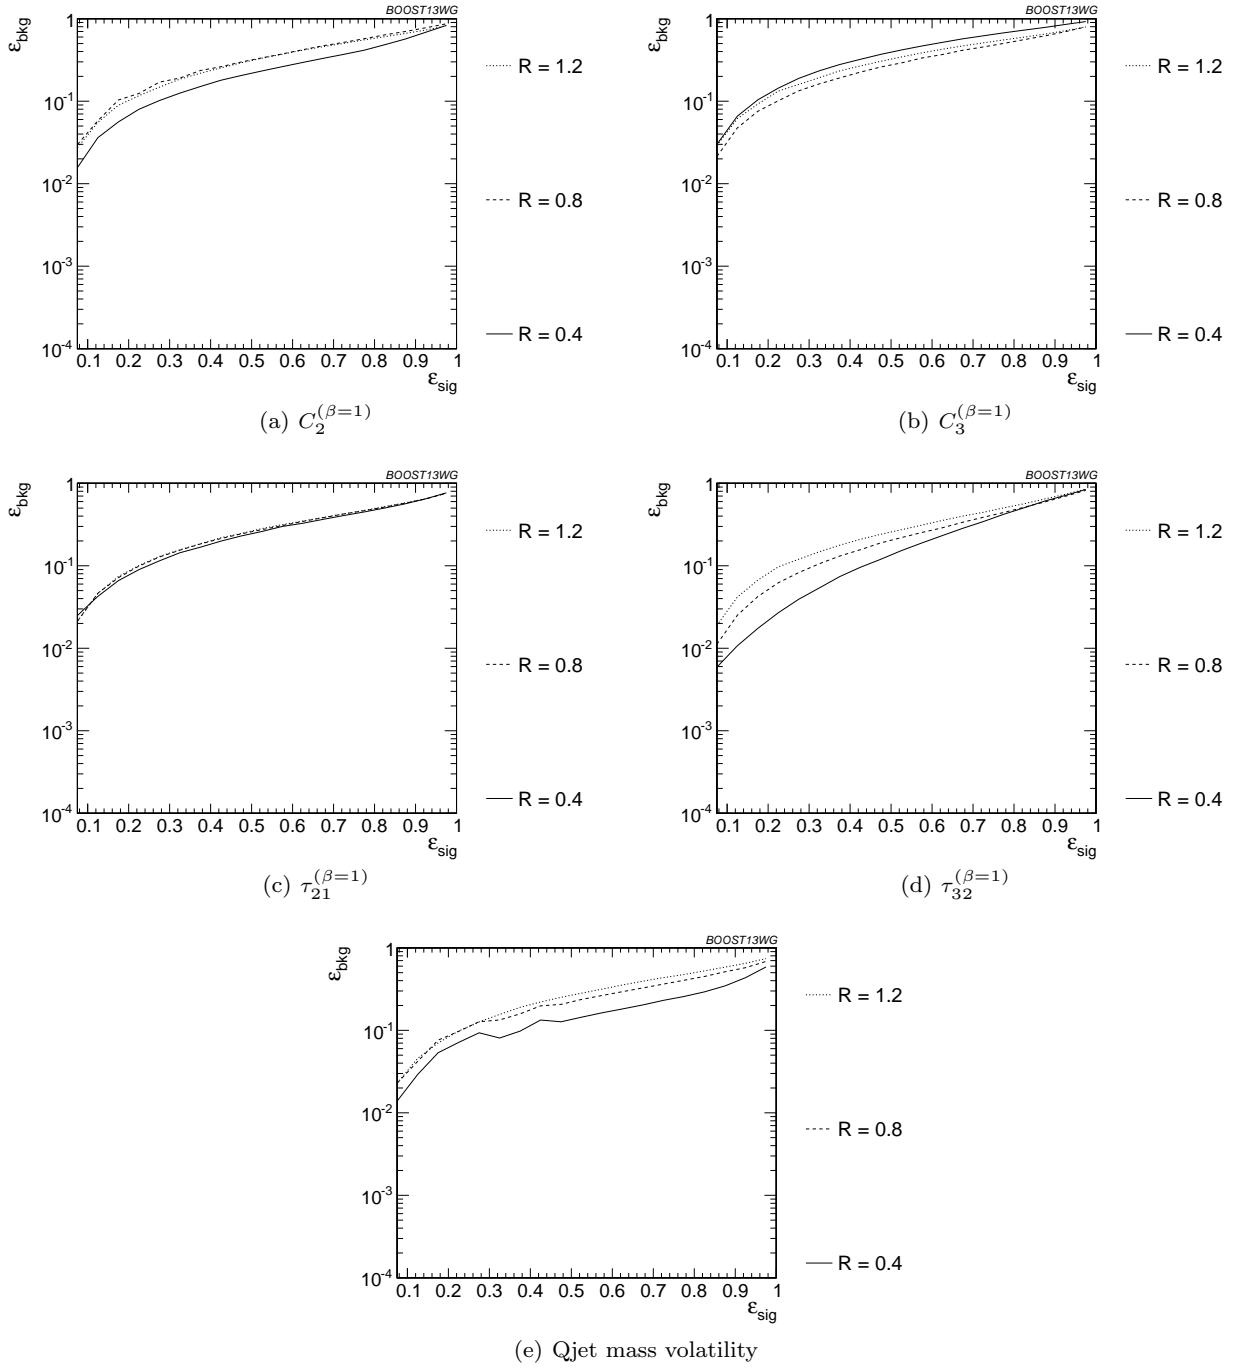 BOOST13WG
ε_bkg
1
10^-1
10^-2
10^-3
10^-4
0.1 0.2 0.3 0.4 0.5 0.6 0.7 0.8 0.9 1
ε_sig
R = 1.2
R = 0.8
R = 0.4
(a) C_2^(β=1)
BOOST13WG
ε_bkg
1
10^-1
10^-2
10^-3
10^-4
0.1 0.2 0.3 0.4 0.5 0.6 0.7 0.8 0.9 1
ε_sig
R = 1.2
R = 0.8
R = 0.4
(b) C_3^(β=1)
BOOST13WG
ε_bkg
1
10^-1
10^-2
10^-3
10^-4
0.1 0.2 0.3 0.4 0.5 0.6 0.7 0.8 0.9 1
ε_sig
R = 1.2
R = 0.8
R = 0.4
(c) τ_21^(β=1)
BOOST13WG
ε_bkg
1
10^-1
10^-2
10^-3
10^-4
0.1 0.2 0.3 0.4 0.5 0.6 0.7 0.8 0.9 1
ε_sig
R = 1.2
R = 0.8
R = 0.4
(d) τ_32^(β=1)
BOOST13WG
ε_bkg
1
10^-1
10^-2
10^-3
10^-4
0.1 0.2 0.3 0.4 0.5 0.6 0.7 0.8 0.9 1
ε_sig
R = 1.2
R = 0.8
R = 0.4
(e) Qjet mass volatility